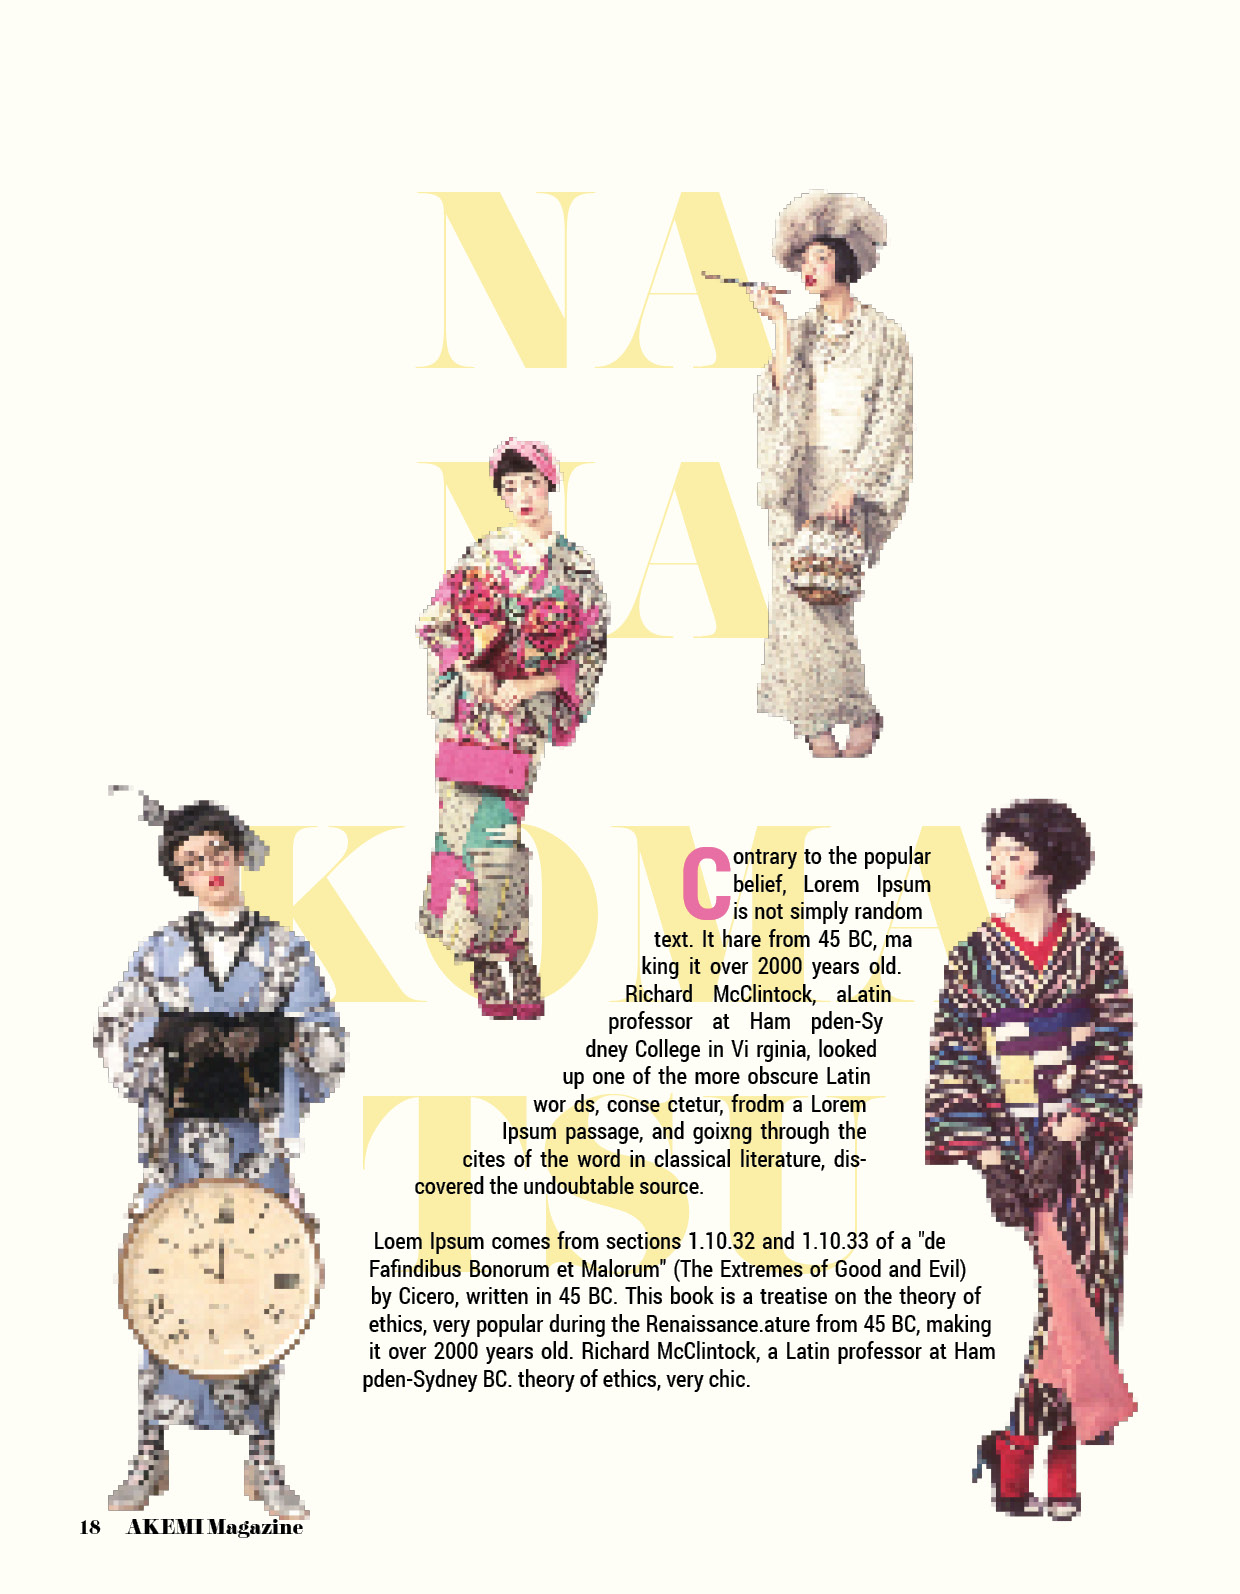 NA
NA
KOMA
TSU
Contrary to the popular
belief, Lorem Ipsum
is not simply random
text. It hare from 45 BC, ma
king it over 2000 years old.
Richard McClintock, aLatin
professor at Ham pden-Sy
dney College in Vi rginia, looked
up one of the more obscure Latin
wor ds, conse ctetur, frodm a Lorem
Ipsum passage, and goixng through the
cites of the word in classical literature, dis-
covered the undoubtable source.
Loem Ipsum comes from sections 1.10.32 and 1.10.33 of a "de
Fafindibus Bonorum et Malorum" (The Extremes of Good and Evil)
by Cicero, written in 45 BC. This book is a treatise on the theory of
ethics, very popular during the Renaissance.ature from 45 BC, making
it over 2000 years old. Richard McClintock, a Latin professor at Ham
pden-Sydney BC. theory of ethics, very chic.
18 AKEMI Magazine